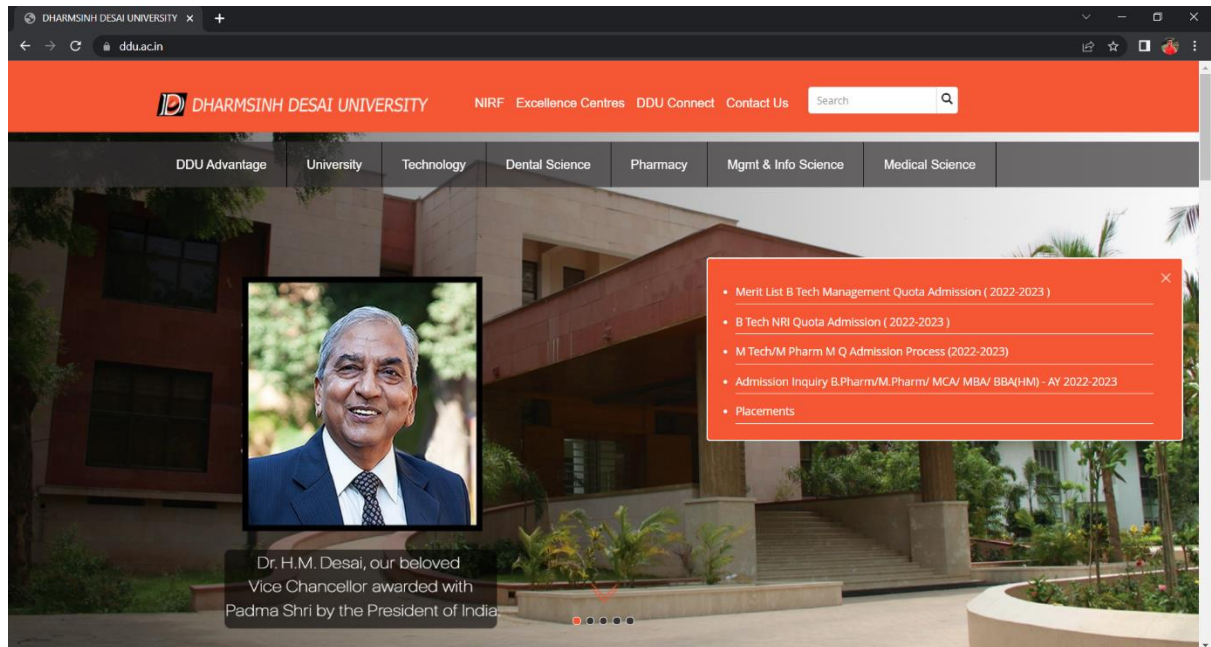 DHARMSINH DESAI UNIVERSITY
ddu.ac.in
DHARMSINH DESAI UNIVERSITY
NIRF Excellence Centres DDU Connect Contact Us Search
DDU Advantage University Technology Dental Science Pharmacy Mgmt & Info Science Medical Science
Merit List B Tech Management Quota Admission ( 2022-2023 )
B Tech NRI Quota Admission ( 2022-2023 )
M Tech/M Pharm M Q Admission Process (2022-2023)
Admission Inquiry B.Pharm/M.Pharm/ MCA/ MBA/ BBA(HM) - AY 2022-2023
Placements
Dr. H.M. Desai, our beloved
Vice Chancellor awarded with
Padma Shri by the President of India.